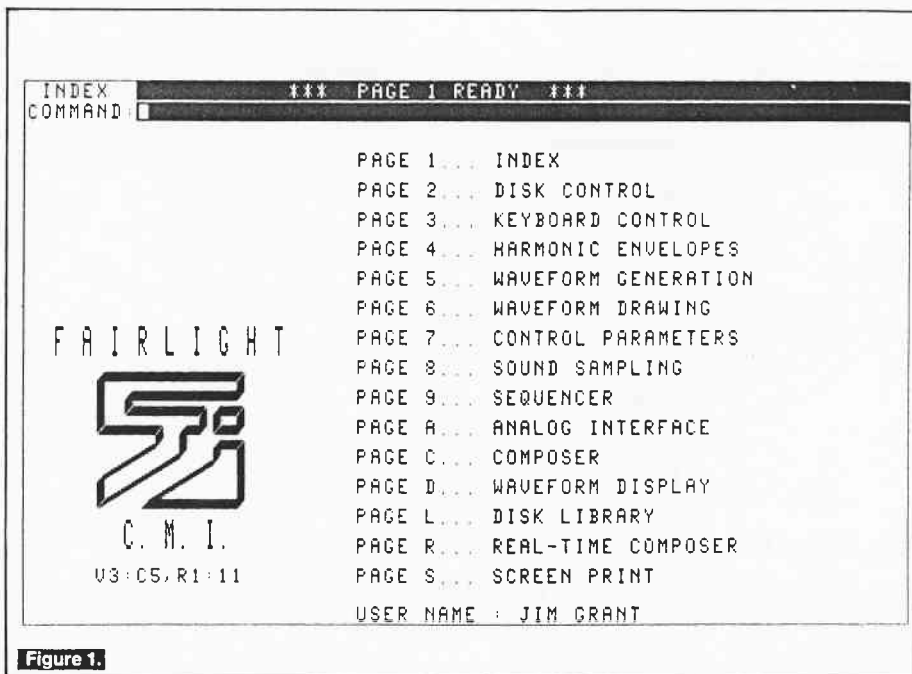 INDEX *** PAGE 1 READY ***
COMMAND:
PAGE 1... INDEX
PAGE 2... DISK CONTROL
PAGE 3... KEYBOARD CONTROL
PAGE 4... HARMONIC ENVELOPES
PAGE 5... WAVEFORM GENERATION
PAGE 6... WAVEFORM DRAWING
PAGE 7... CONTROL PARAMETERS
PAGE 8... SOUND SAMPLING
PAGE 9... SEQUENCER
PAGE A... ANALOG INTERFACE
PAGE C... COMPOSER
PAGE D... WAVEFORM DISPLAY
PAGE L... DISK LIBRARY
PAGE R... REAL-TIME COMPOSER
PAGE S... SCREEN PRINT
USER NAME : JIM GRANT
FAIRLIGHT
C. M. I.
V3:C5,R1:11
Figure 1.